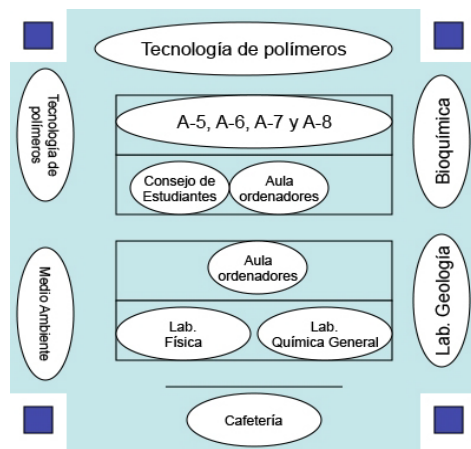 Tecnología de polímeros
Tecnología de
polímeros
A-5, A-6, A-7 y A-8
Bioquímica
Consejo de
Estudiantes
Aula
ordenadores
Medio Ambiente
Aula
ordenadores
Lab. Geología
Lab.
Física
Lab.
Química General
Cafetería